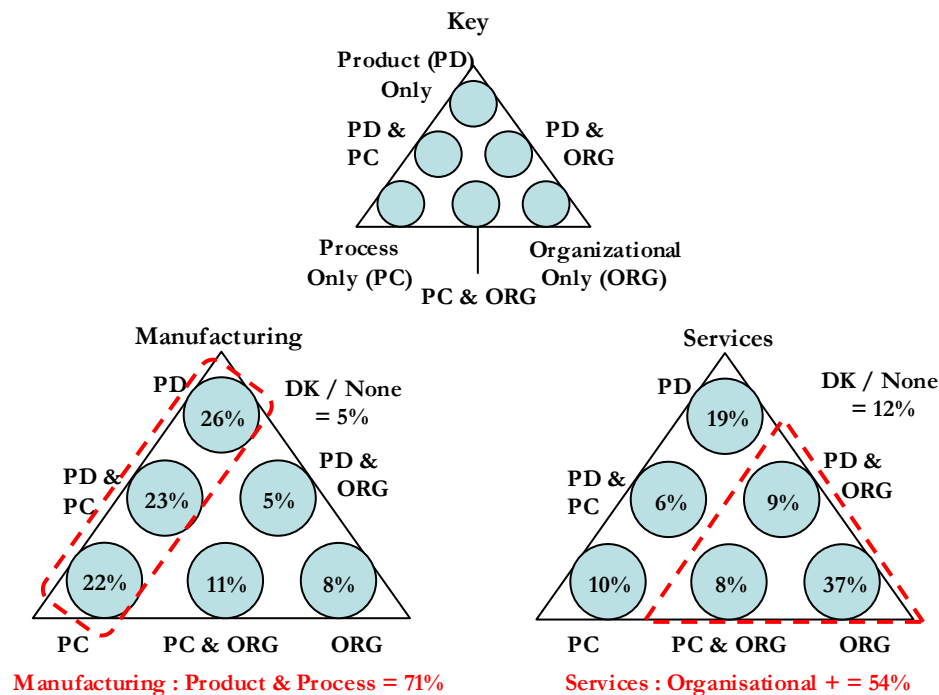 Key
Product (PD)
Only
PD &
PC
PD &
ORG
Process
Only (PC)
Organizational
Only (ORG)
PC & ORG
Manufacturing
PD
DK / None
= 5%
26%
PD &
PC
23%
5%
PD &
ORG
22%
11%
8%
PC
PC & ORG
ORG
Manufacturing : Product & Process = 71%
Services
PD
DK / None
= 12%
19%
PD &
PC
6%
9%
PD &
ORG
10%
8%
37%
PC
PC & ORG
ORG
Services : Organisational + = 54%